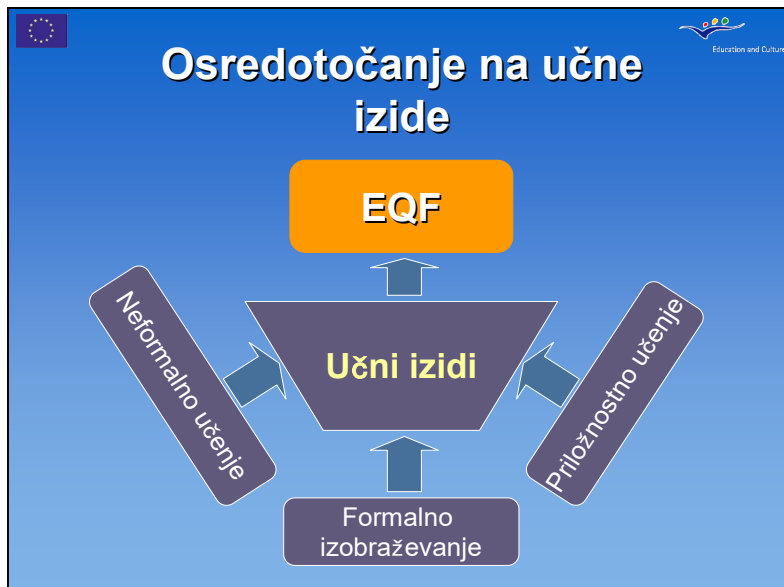 Education and Culture
Osredotočanje na učne
izide
EQF
Neformalno učenje
Učni izidi
Priložnostno učenje
Formalno
izobraževanje